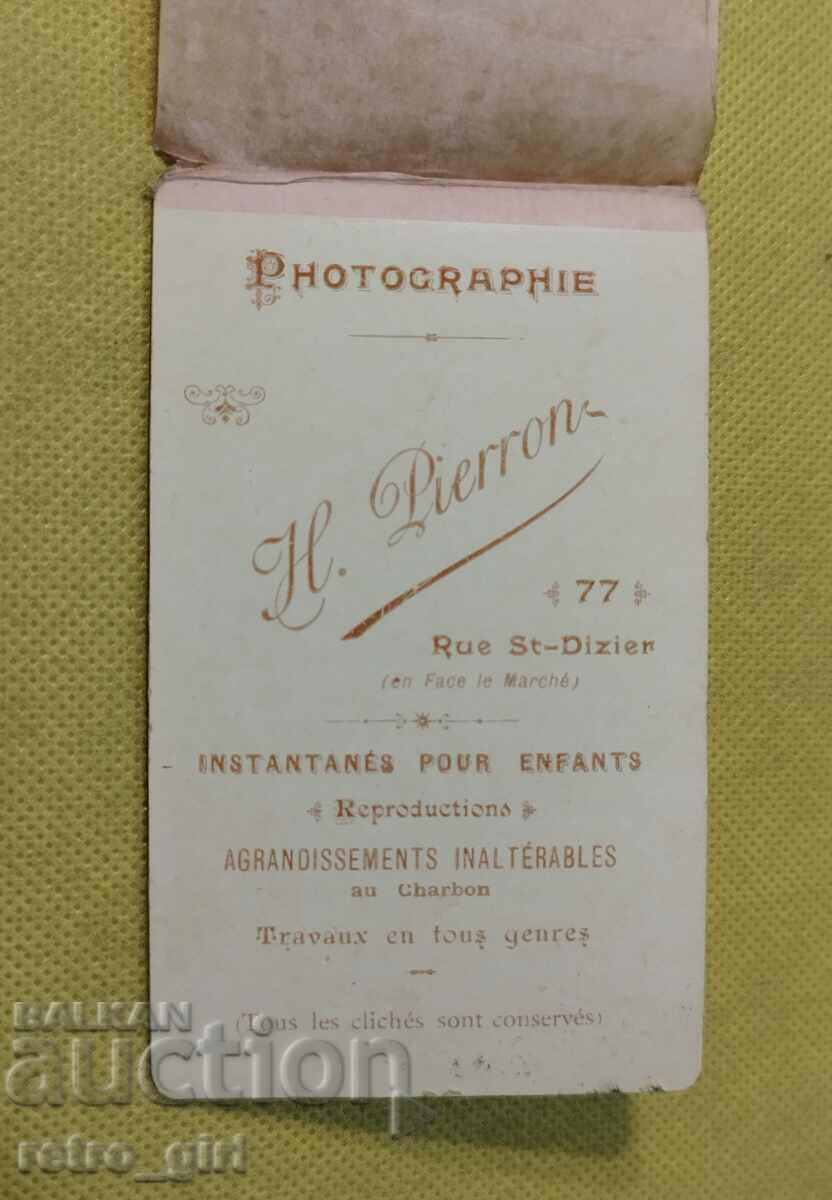 PHOTOGRAPHIE
H. Pierron
77
Rue St-Dizier
(en Face le Marché)
INSTANTANÉS POUR ENFANTS
Reproductions
AGRANDISSEMENTS INALTÉRABLES
au Charbon
Travaux en tous genres
(Tous les clichés sont conservés)
BALKAN
auction
retro_girl